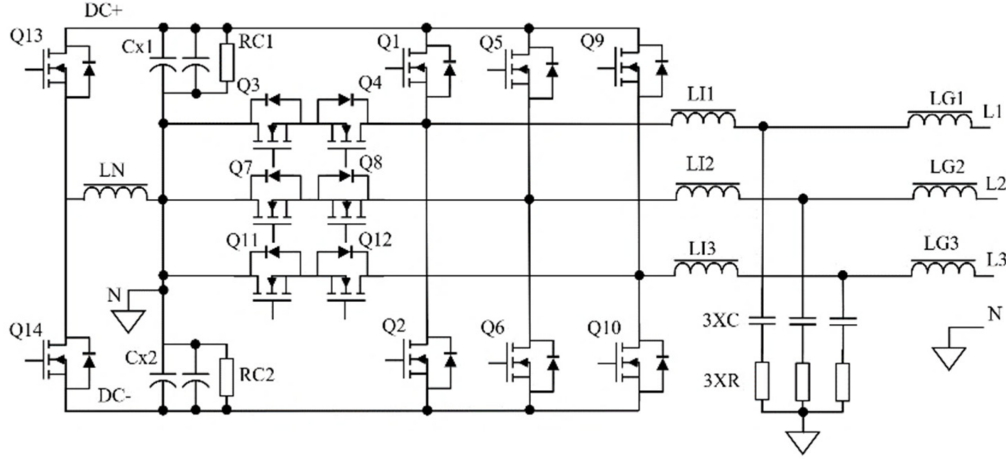 DC+
Q13
Cx1
RC1
Q1
Q5
Q9
Q3
Q4
LI1
LG1
L1
Q7
Q8
LN
LI2
LG2
L2
Q11
Q12
LI3
LG3
L3
N
N
Q14
Q2
Q6
Q10
3XC
Cx2
RC2
3XR
DC-